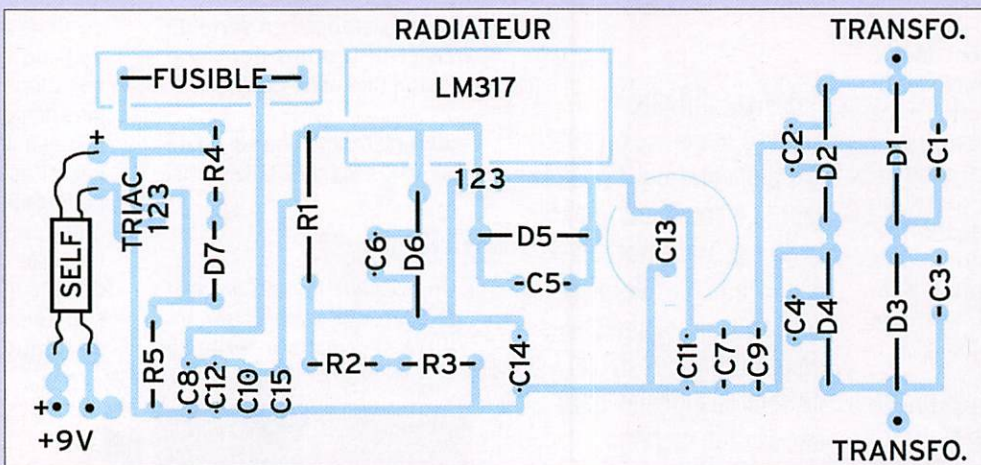 RADIATEUR
TRANSFO.
FUSIBLE
LM317
+
TRIAC
123
R4
D7
R1
C6
D6
123
D5
C5
C13
C2
D2
D1
C1
SELF
R5
C8
C12
C10
C15
R2
R3
C14
C11
C7
C9
C4
D4
D3
C3
+
+9V
TRANSFO.